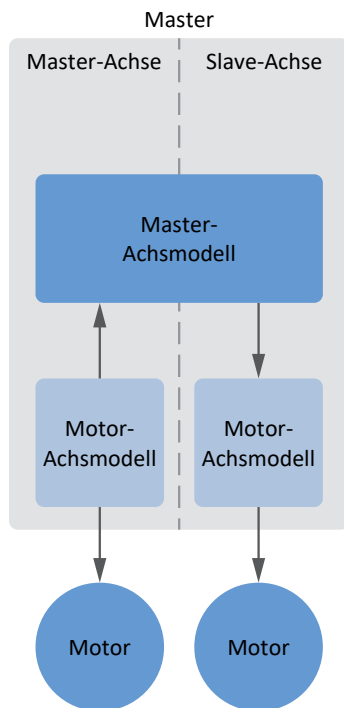 Master
Master-Achse
Slave-Achse
Master-
Achsmodell
Motor-
Achsmodell
Motor-
Achsmodell
Motor
Motor